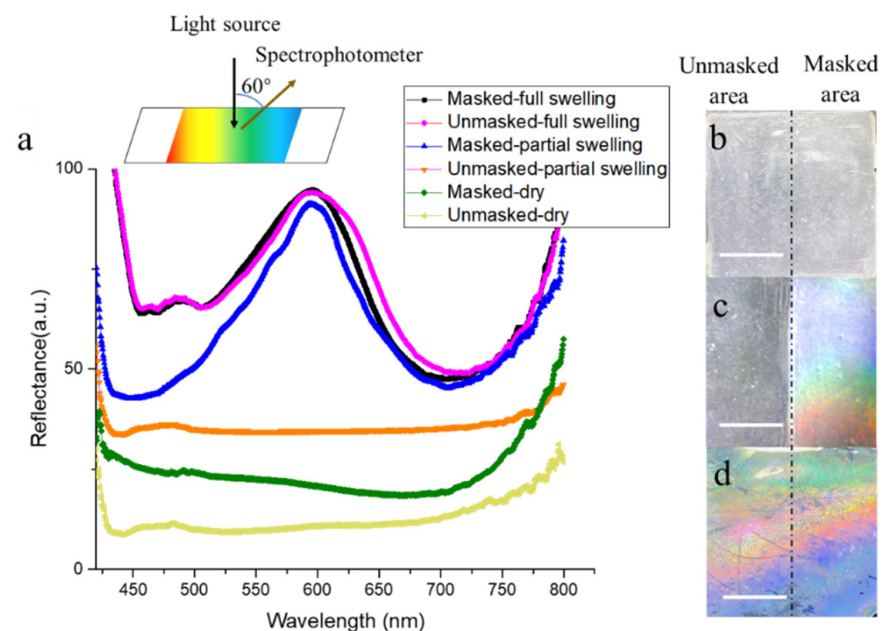 Light source
Spectrophotometer
60°
a
Masked-full swelling
Unmasked-full swelling
Masked-partial swelling
Unmasked-partial swelling
Masked-dry
Unmasked-dry
100
50
0
Reflectance(a.u.)
450 500 550 600 650 700 750 800
Wavelength (nm)
Unmasked area
Masked area
b
c
d